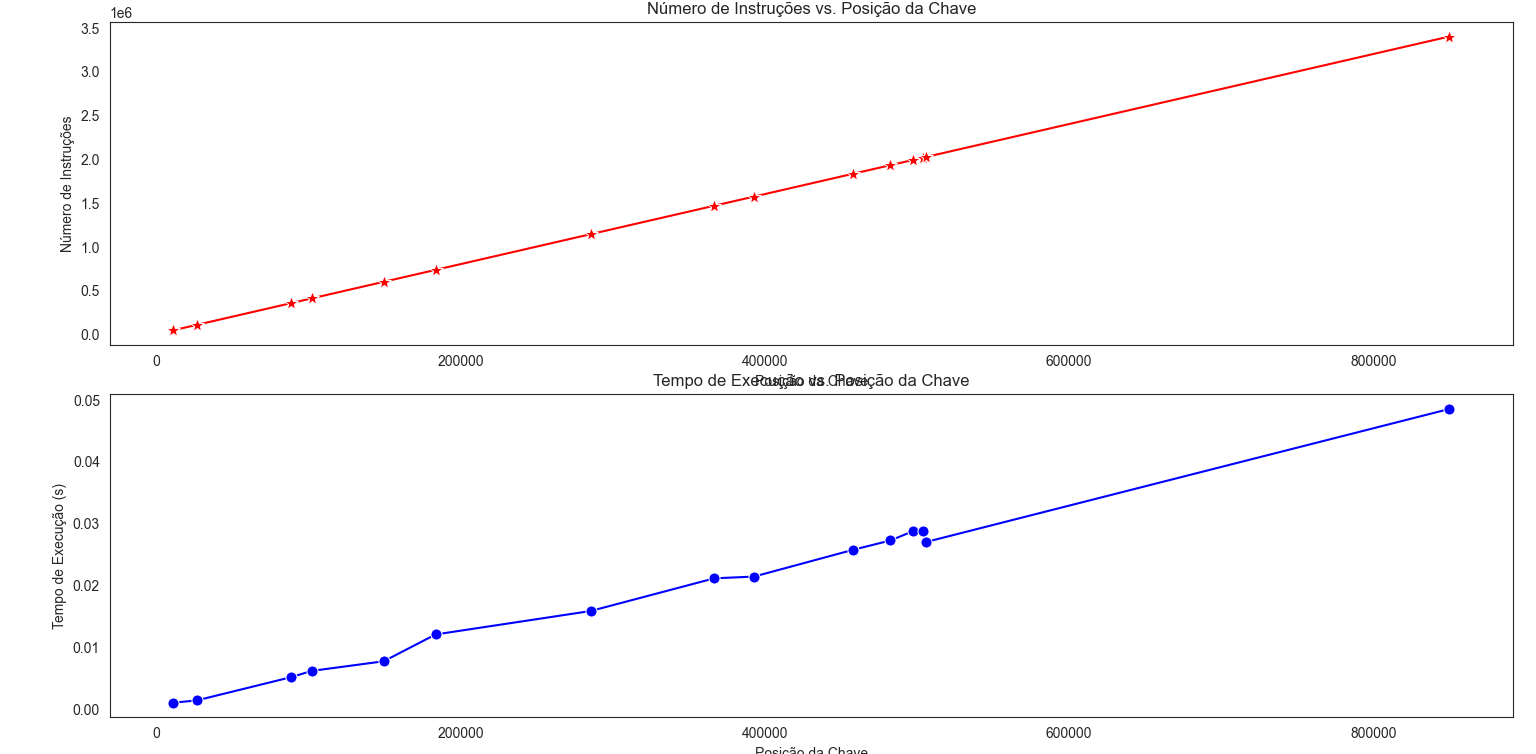 Número de Instruções vs. Posição da Chave
1e6
3.5
3.0
2.5
2.0
1.5
1.0
0.5
0.0
Número de Instruções
0 200000 400000 600000 800000
Posição da Chave
Tempo de Execução vs. Posição da Chave
0.05
0.04
0.03
0.02
0.01
0.00
Tempo de Execução (s)
0 200000 400000 600000 800000
Posição da Chave